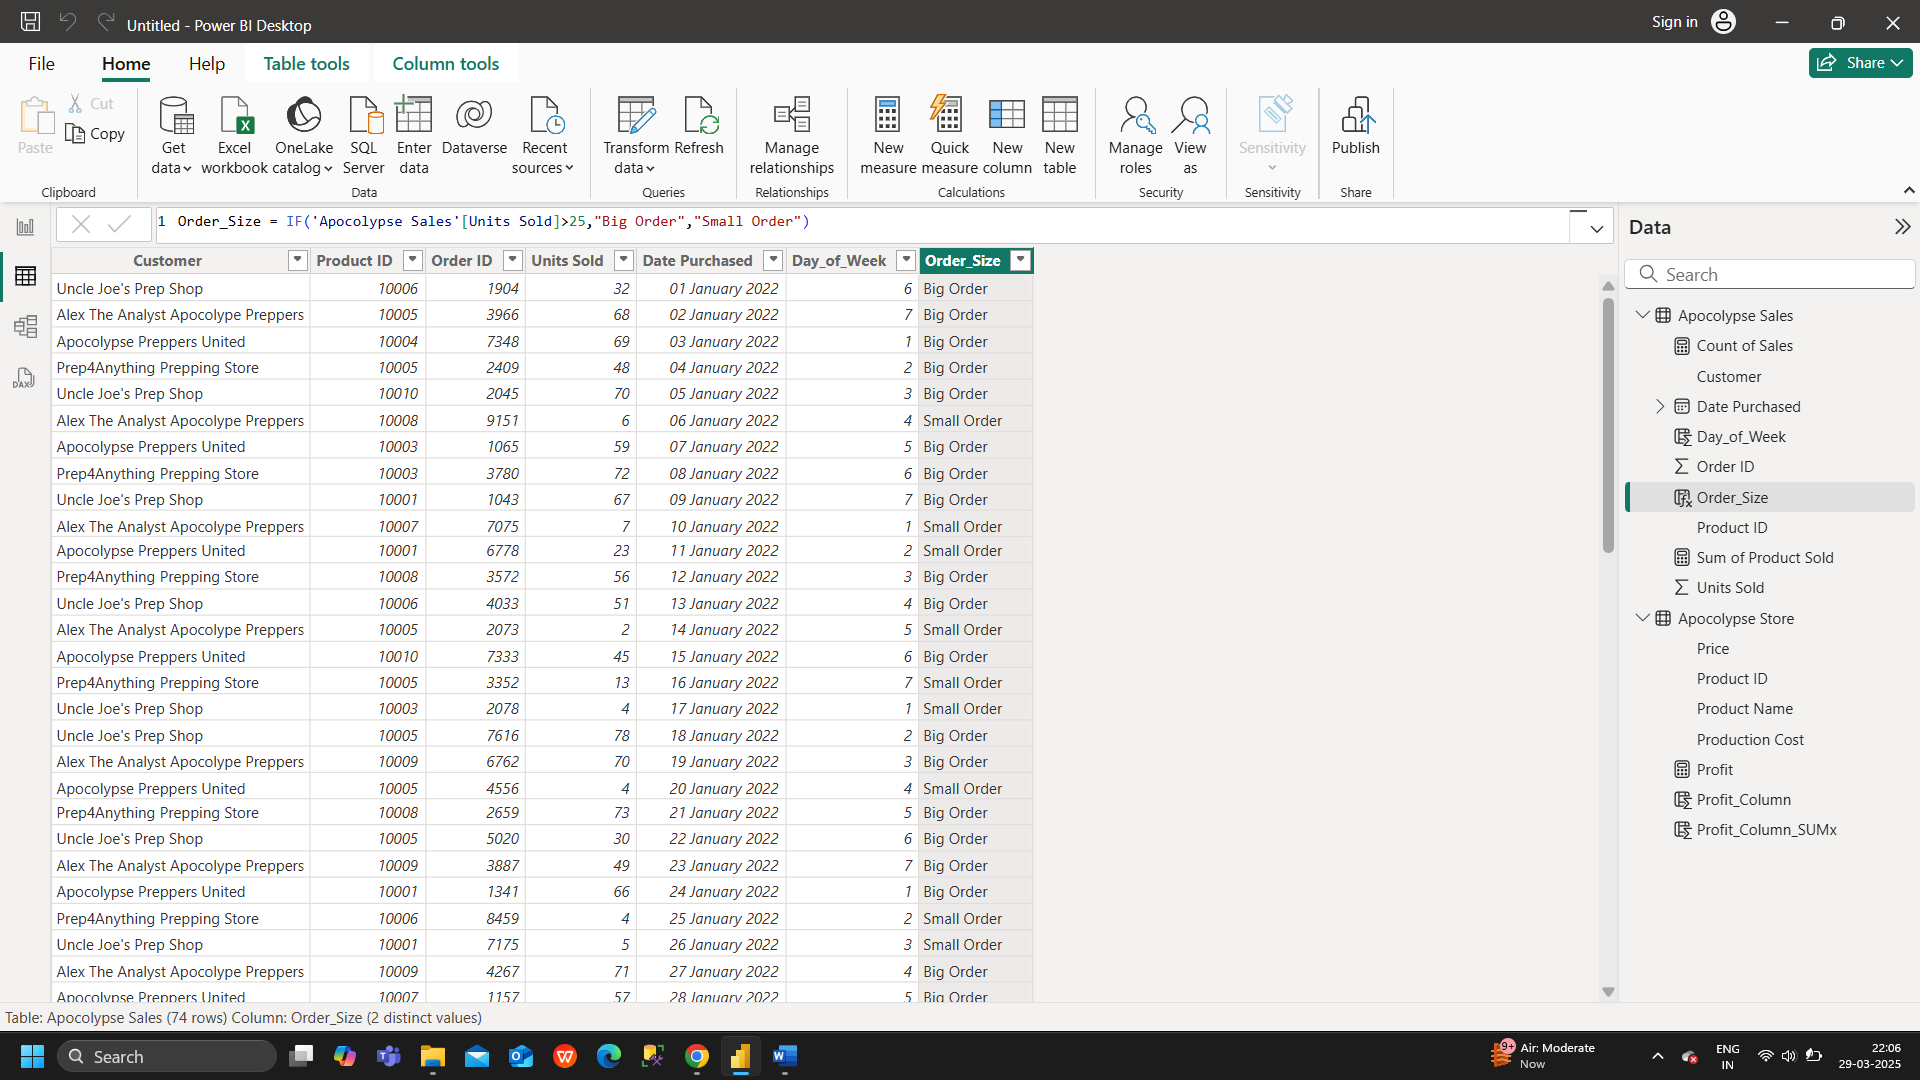 Untitled - Power BI Desktop
Sign in
File Home Help Table tools Column tools
Share
Paste
Cut
Copy
Clipboard
Get data
Excel workbook
OneLake catalog
SQL Server
Enter data
Dataverse
Recent sources
Data
Transform data
Refresh
Queries
Manage relationships
Relationships
New measure
Quick measure
New column
New table
Calculations
Manage roles
View as
Security
Sensitivity
Sensitivity
Publish
Share
1 Order_Size = IF('Apocolypse Sales'[Units Sold]>25,"Big Order","Small Order")
Customer Product ID Order ID Units Sold Date Purchased Day_of_Week Order_Size
Uncle Joe's Prep Shop 10006 1904 32 01 January 2022 6 Big Order
Alex The Analyst Apocolype Preppers 10005 3966 68 02 January 2022 7 Big Order
Apocolypse Preppers United 10004 7348 69 03 January 2022 1 Big Order
Prep4Anything Prepping Store 10005 2409 48 04 January 2022 2 Big Order
Uncle Joe's Prep Shop 10010 2045 70 05 January 2022 3 Big Order
Alex The Analyst Apocolype Preppers 10008 9151 6 06 January 2022 4 Small Order
Apocolypse Preppers United 10003 1065 59 07 January 2022 5 Big Order
Prep4Anything Prepping Store 10003 3780 72 08 January 2022 6 Big Order
Uncle Joe's Prep Shop 10001 1043 67 09 January 2022 7 Big Order
Alex The Analyst Apocolype Preppers 10007 7075 7 10 January 2022 1 Small Order
Apocolypse Preppers United 10001 6778 23 11 January 2022 2 Small Order
Prep4Anything Prepping Store 10008 3572 56 12 January 2022 3 Big Order
Uncle Joe's Prep Shop 10006 4033 51 13 January 2022 4 Big Order
Alex The Analyst Apocolype Preppers 10005 2073 2 14 January 2022 5 Small Order
Apocolypse Preppers United 10010 7333 45 15 January 2022 6 Big Order
Prep4Anything Prepping Store 10005 3352 13 16 January 2022 7 Small Order
Uncle Joe's Prep Shop 10003 2078 4 17 January 2022 1 Small Order
Uncle Joe's Prep Shop 10005 7616 78 18 January 2022 2 Big Order
Alex The Analyst Apocolype Preppers 10009 6762 70 19 January 2022 3 Big Order
Apocolypse Preppers United 10005 4556 4 20 January 2022 4 Small Order
Prep4Anything Prepping Store 10008 2659 73 21 January 2022 5 Big Order
Uncle Joe's Prep Shop 10005 5020 30 22 January 2022 6 Big Order
Alex The Analyst Apocolype Preppers 10009 3887 49 23 January 2022 7 Big Order
Apocolypse Preppers United 10001 1341 66 24 January 2022 1 Big Order
Prep4Anything Prepping Store 10006 8459 4 25 January 2022 2 Small Order
Uncle Joe's Prep Shop 10001 7175 5 26 January 2022 3 Small Order
Alex The Analyst Apocolype Preppers 10009 4267 71 27 January 2022 4 Big Order
Apocolypse Preppers United 10007 1157 57 28 January 2022 5 Big Order
Data
Search
Apocolypse Sales
Count of Sales
Customer
Date Purchased
Day_of_Week
Order ID
Order_Size
Product ID
Sum of Product Sold
Units Sold
Apocolypse Store
Price
Product ID
Product Name
Production Cost
Profit
Profit_Column
Profit_Column_SUMx
Table: Apocolypse Sales (74 rows) Column: Order_Size (2 distinct values)
Search
9+
Air: Moderate
Now
ENG
IN
22:06
29-03-2025